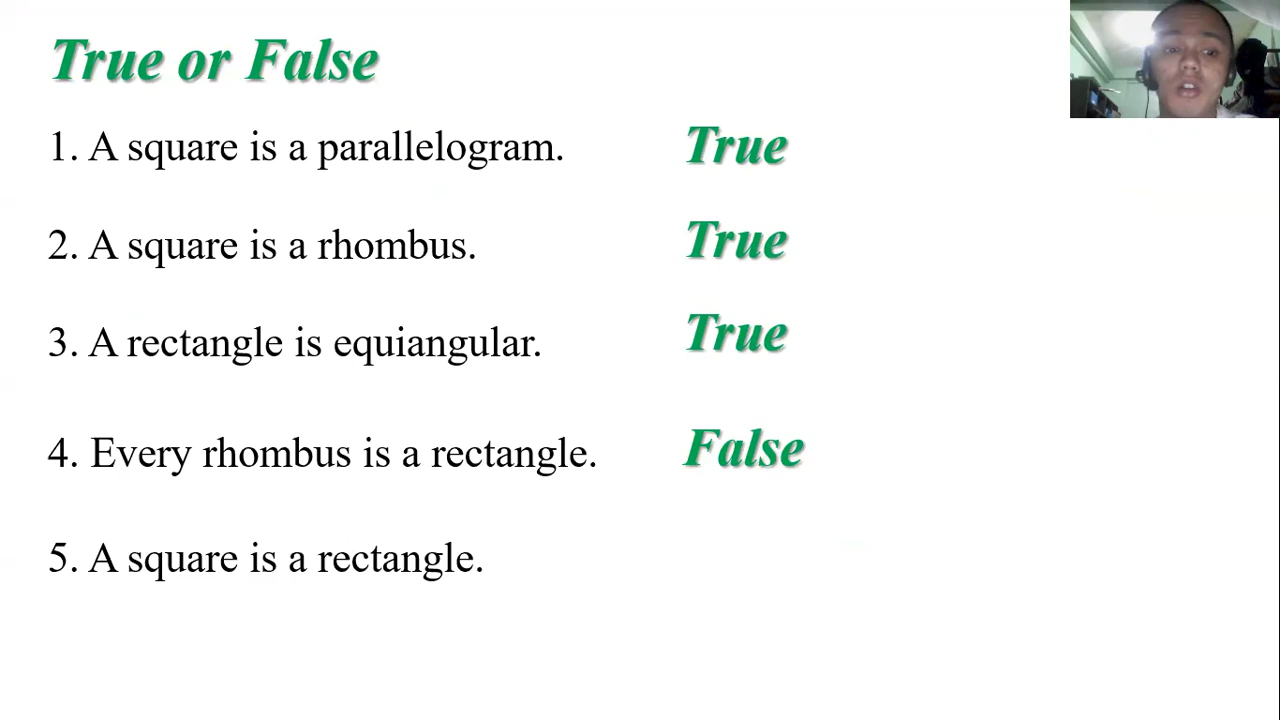 True or False
1. A square is a parallelogram. True
2. A square is a rhombus. True
3. A rectangle is equiangular. True
4. Every rhombus is a rectangle. False
5. A square is a rectangle.